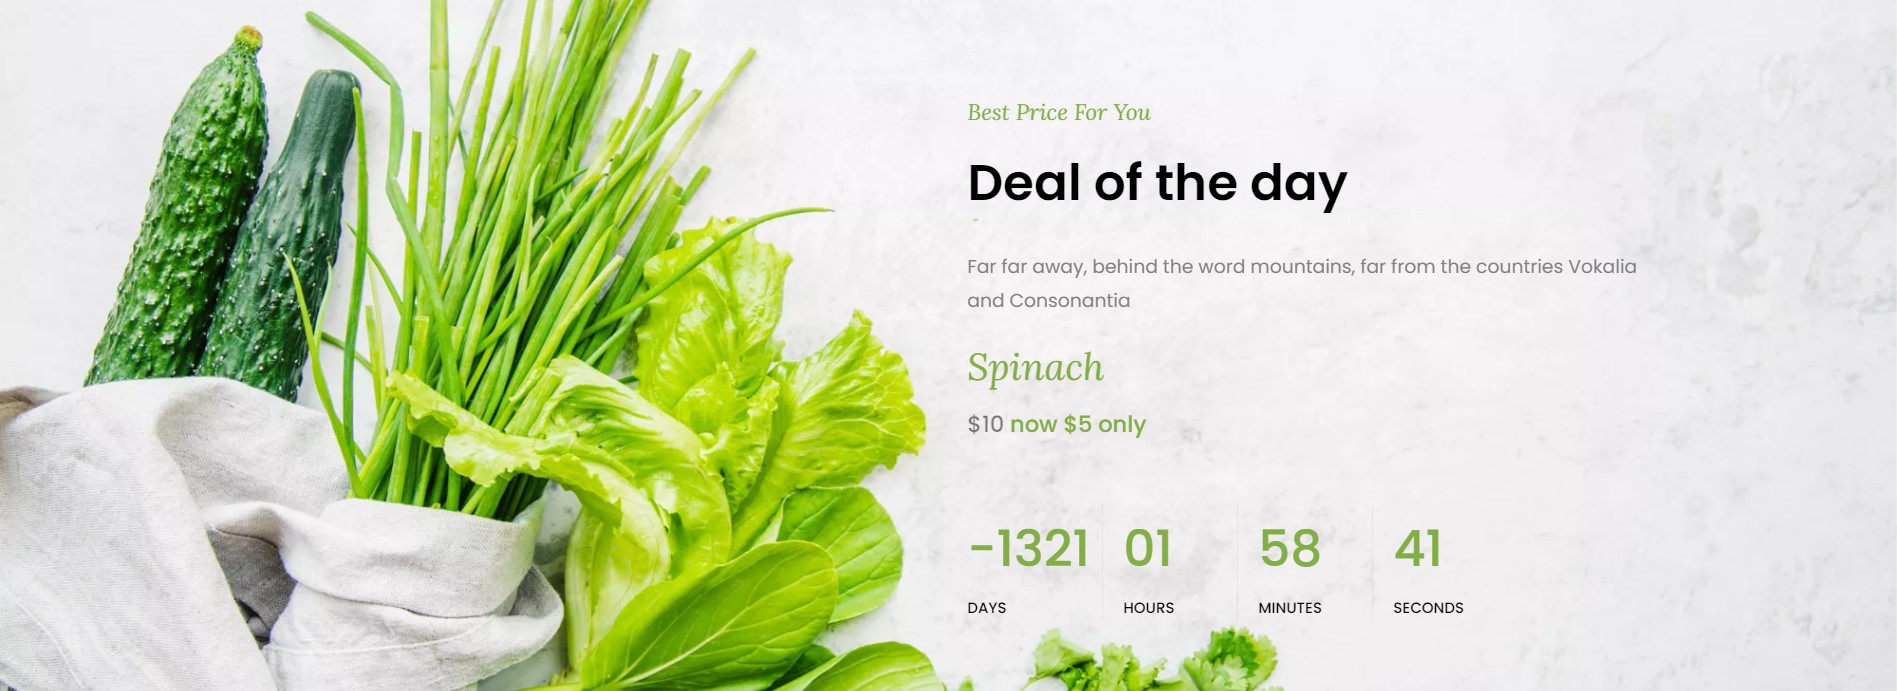 Best Price For You
Deal of the day
Far far away, behind the word mountains, far from the countries Vokalia
and Consonantia
Spinach
$10 now $5 only
-1321 01 58 41
DAYS HOURS MINUTES SECONDS